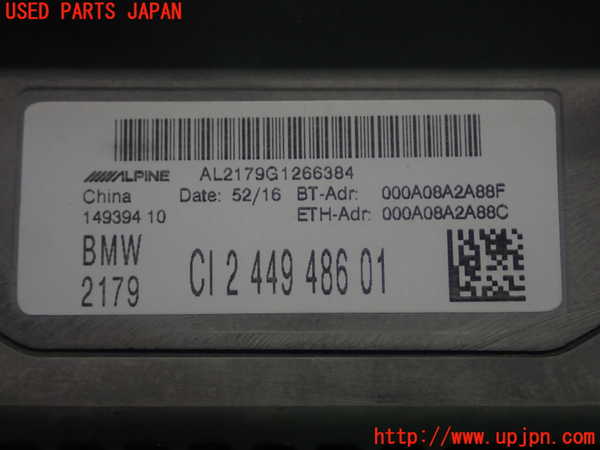 USED PARTS JAPAN
ALPINE AL2179G1266384
China Date: 52/16 BT-Adr: 000A08A2A88F
149394 10 ETH-Adr: 000A08A2A88C
BMW
2179 CI 2 449 486 01
http://www.upjpn.com/